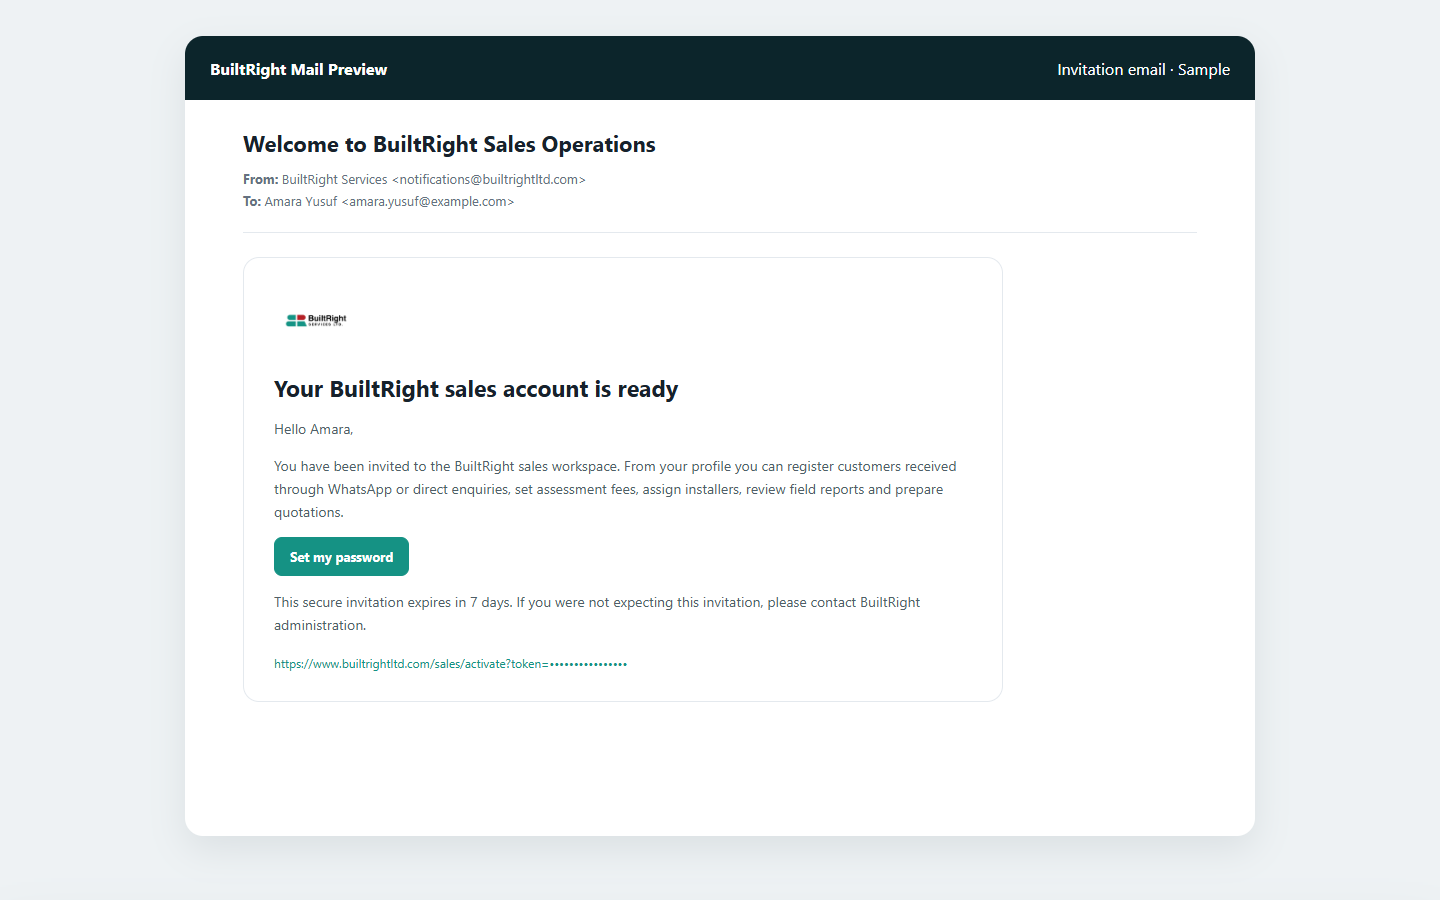 BuiltRight Mail Preview
Invitation email · Sample
Welcome to BuiltRight Sales Operations
From: BuiltRight Services <notifications@builtrightltd.com>
To: Amara Yusuf <amara.yusuf@example.com>
BuiltRight
SERVICES LTD.
Your BuiltRight sales account is ready
Hello Amara,
You have been invited to the BuiltRight sales workspace. From your profile you can register customers received
through WhatsApp or direct enquiries, set assessment fees, assign installers, review field reports and prepare
quotations.
Set my password
This secure invitation expires in 7 days. If you were not expecting this invitation, please contact BuiltRight
administration.
https://www.builtrightltd.com/sales/activate?token=••••••••••••••••